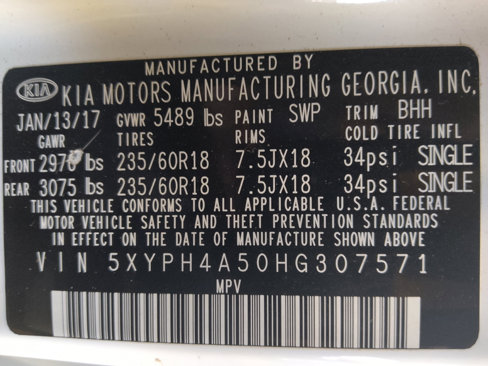 MANUFACTURED BY
KIA KIA MOTORS MANUFACTURING GEORGIA, INC.
JAN/13/17 GVWR 5489 lbs PAINT SWP TRIM BHH
GAWR TIRES RIMS COLD TIRE INFL
FRONT 2976 lbs 235/60R18 7.5JX18 34psi SINGLE
REAR 3075 lbs 235/60R18 7.5JX18 34psi SINGLE
THIS VEHICLE CONFORMS TO ALL APPLICABLE U.S.A. FEDERAL
MOTOR VEHICLE SAFETY AND THEFT PREVENTION STANDARDS
IN EFFECT ON THE DATE OF MANUFACTURE SHOWN ABOVE
VIN 5XYPH4A50HG307571
MPV